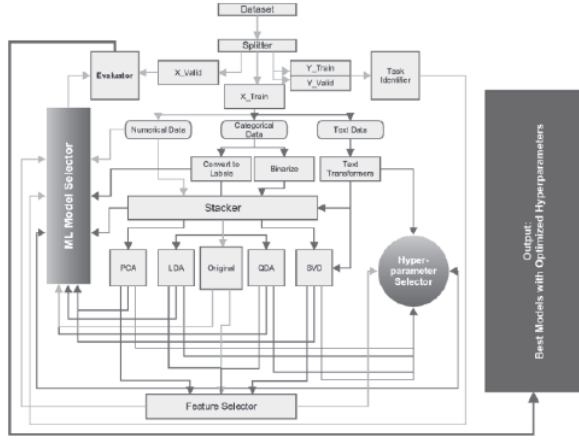 Dataset
Splitter
Evaluator
X_Valid
Y_Train
Y_Valid
Task
Identifier
X_Train
Numerical Data
Categorical
Data
Text Data
Convert to
Labels
Binarize
Text
Transformers
ML Model Selector
Stacker
PCA
LDA
Original
QDA
SVD
Hyper-
parameter
Selector
Feature Selector
Output:
Best Models with Optimized Hyperparameters